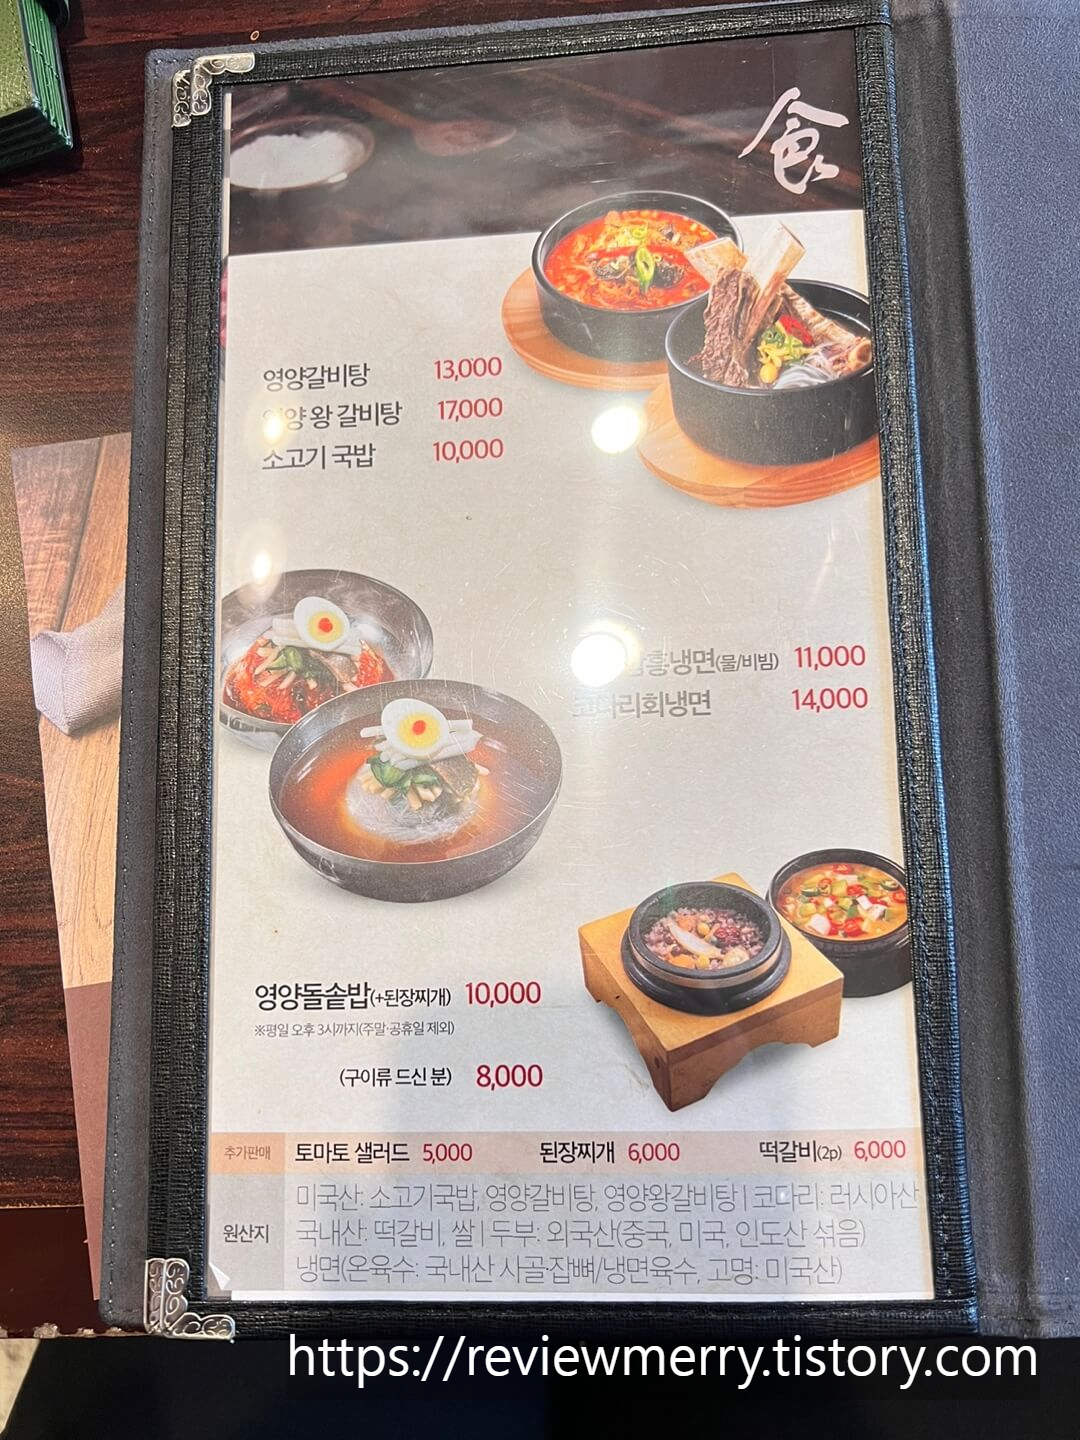 食
영양갈비탕 13,000
영양 왕 갈비탕 17,000
소고기 국밥 10,000
함흥냉면(물/비빔) 11,000
코다리회냉면 14,000
영양돌솥밥(+된장찌개) 10,000
※평일 오후 3시까지(주말·공휴일 제외)
(구이류 드신 분) 8,000
추가판매 토마토 샐러드 5,000 된장찌개 6,000 떡갈비(2p) 6,000
원산지
미국산: 소고기국밥, 영양갈비탕, 영양왕갈비탕 | 코다리: 러시아산
국내산: 떡갈비, 쌀 | 두부: 외국산(중국, 미국, 인도산 섞음)
냉면(온육수: 국내산 사골·잡뼈/냉면육수, 고명: 미국산)
https://reviewmerry.tistory.com